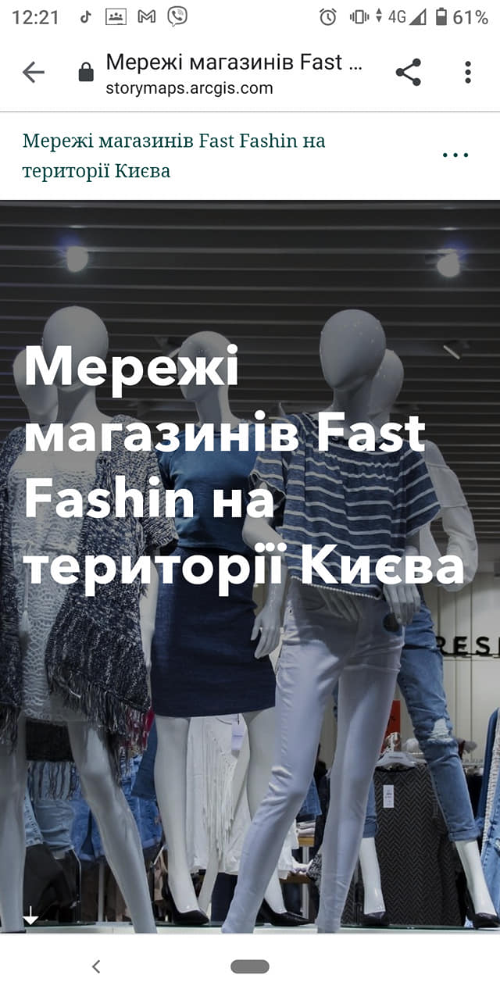 12:21
4G
61%
Мережі магазинів Fast ...
storymaps.arcgis.com
Мережі магазинів Fast Fashin на
території Києва
Мережі
магазинів Fast
Fashin на
території Києва